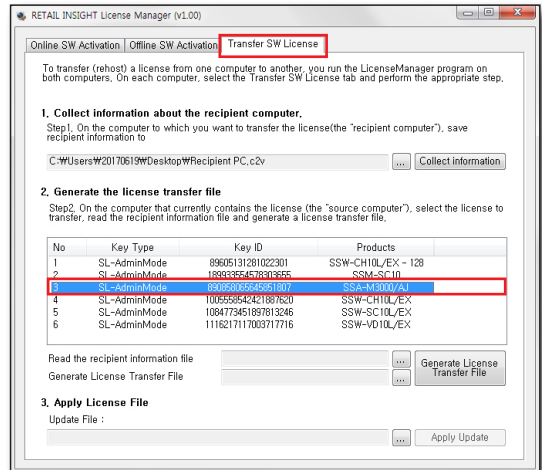 RETAIL INSIGHT License Manager (v1.00)
Online SW Activation Offline SW Activation Transfer SW License
To transfer (rehost) a license from one computer to another, you run the LicenseManager program on
both computers, On each computer, select the Transfer SW License tab and perform the appropriate step,
1. Collect information about the recipient computer.
Step1, On the computer to which you want to transfer the license(the "recipient computer"), save
recipient information to
C:₩Users₩20170619₩Desktop₩Recipient PC,c2v ... Collect information
2. Generate the license transfer file
Step2, On the computer that currently contains the license (the "source computer"), select the license to
transfer, read the recipient information file and generate a license transfer file,
No Key Type Key ID Products
1 SL-AdminMode 89605131281022301 SSW-CH10L/EX - 128
2 SL-AdminMode 189933554578303655 SSM-SC10
3 SL-AdminMode 890858065645851807 SSA-M3000/AJ
4 SL-AdminMode 1005558542421887620 SSW-CH10L/EX
5 SL-AdminMode 1084773451897813246 SSW-SC10L/EX
6 SL-AdminMode 1116217117003717716 SSW-VD10L/EX
Read the recipient information file ...
Generate License Transfer File ...
Generate License
Transfer File
3. Apply License File
Update File :
... Apply Update